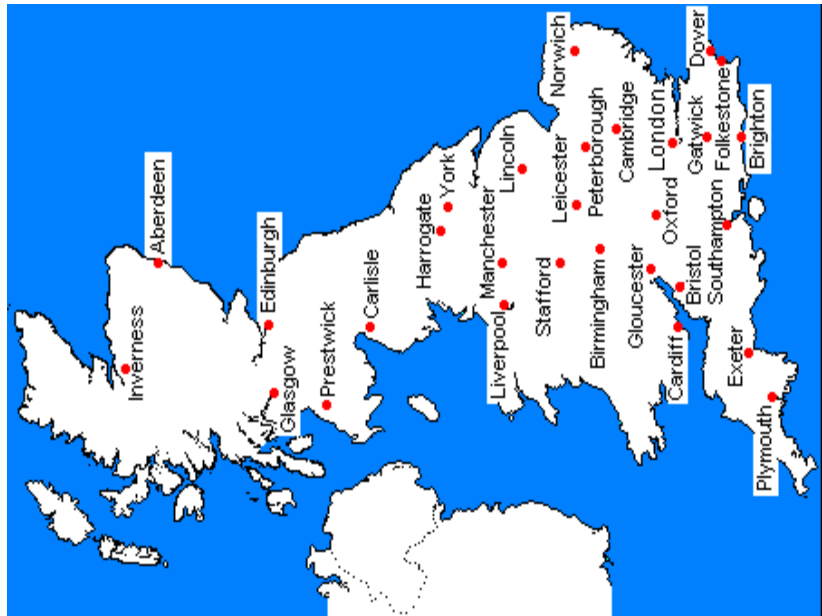 Inverness
Aberdeen
Glasgow
Edinburgh
Prestwick
Carlisle
Harrogate
York
Liverpool
Manchester
Lincoln
Stafford
Leicester
Norwich
Peterborough
Birmingham
Cambridge
Gloucester
Oxford
London
Cardiff
Bristol
Gatwick
Dover
Southampton
Folkestone
Exeter
Brighton
Plymouth